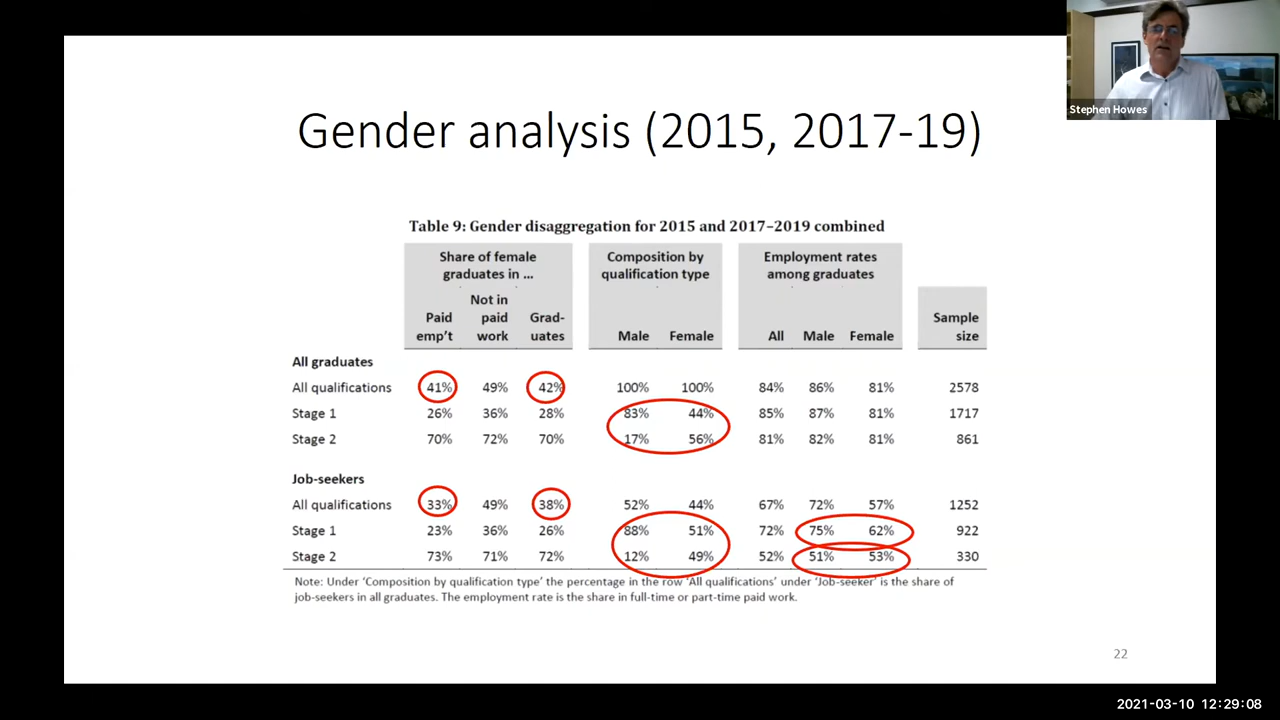 Stephen Howes
Gender analysis (2015, 2017-19)
Table 9: Gender disaggregation for 2015 and 2017–2019 combined
Share of female graduates in … Composition by qualification type Employment rates among graduates
Paid emp't Not in paid work Grad-uates Male Female All Male Female Sample size
All graduates
All qualifications 41% 49% 42% 100% 100% 84% 86% 81% 2578
Stage 1 26% 36% 28% 83% 44% 85% 87% 81% 1717
Stage 2 70% 72% 70% 17% 56% 81% 82% 81% 861
Job-seekers
All qualifications 33% 49% 38% 52% 44% 67% 72% 57% 1252
Stage 1 23% 36% 26% 88% 51% 72% 75% 62% 922
Stage 2 73% 71% 72% 12% 49% 52% 51% 53% 330
Note: Under 'Composition by qualification type' the percentage in the row 'All qualifications' under 'Job-seeker' is the share of
job-seekers in all graduates. The employment rate is the share in full-time or part-time paid work.
22
2021-03-10 12:29:08